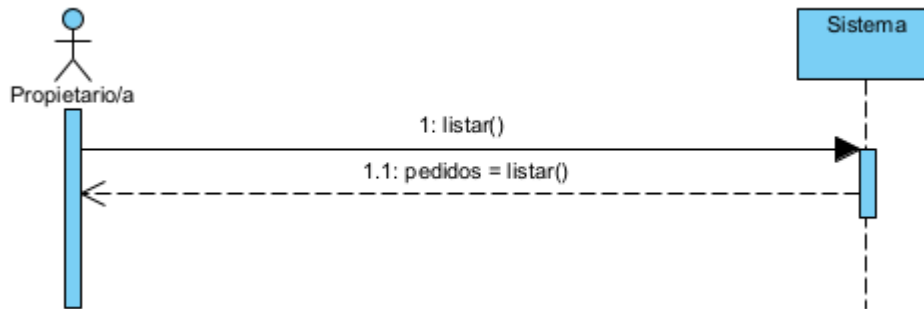 Sistema
Propietario/a
1: listar()
1.1: pedidos = listar()